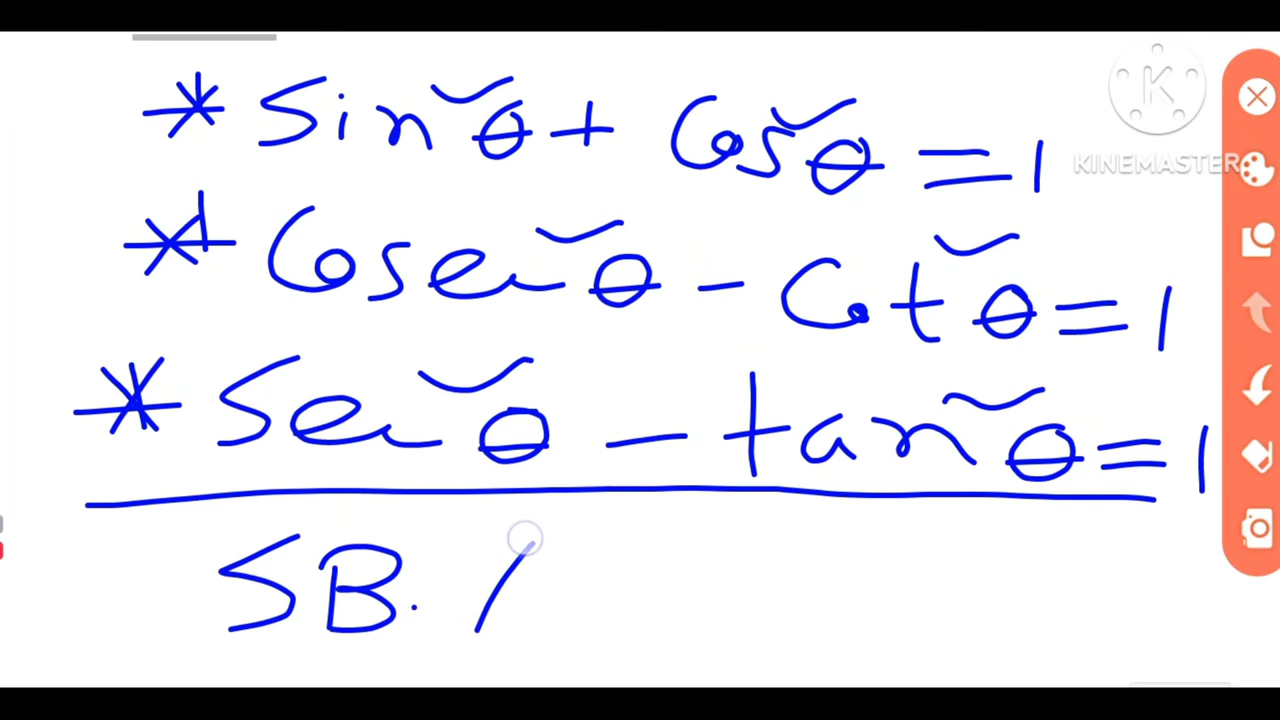 * Sin²θ + Cos²θ = 1
* Cosec²θ - Cot²θ = 1
* Sec²θ - tan²θ = 1
SB. /
K
KINEMASTER